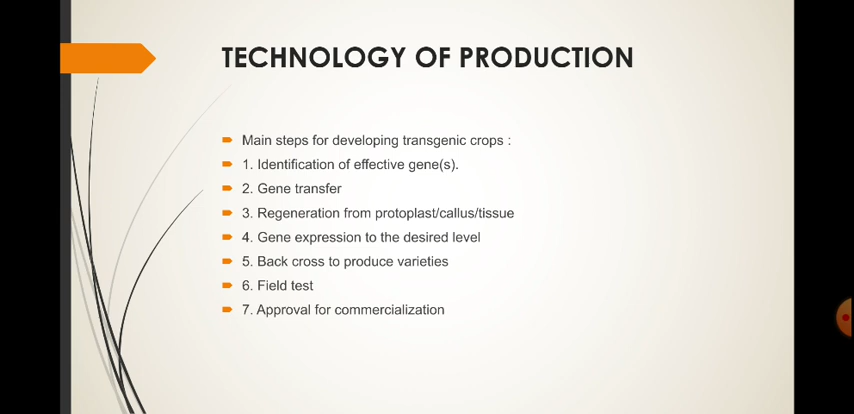 TECHNOLOGY OF PRODUCTION
Main steps for developing transgenic crops :
1. Identification of effective gene(s).
2. Gene transfer
3. Regeneration from protoplast/callus/tissue
4. Gene expression to the desired level
5. Back cross to produce varieties
6. Field test
7. Approval for commercialization